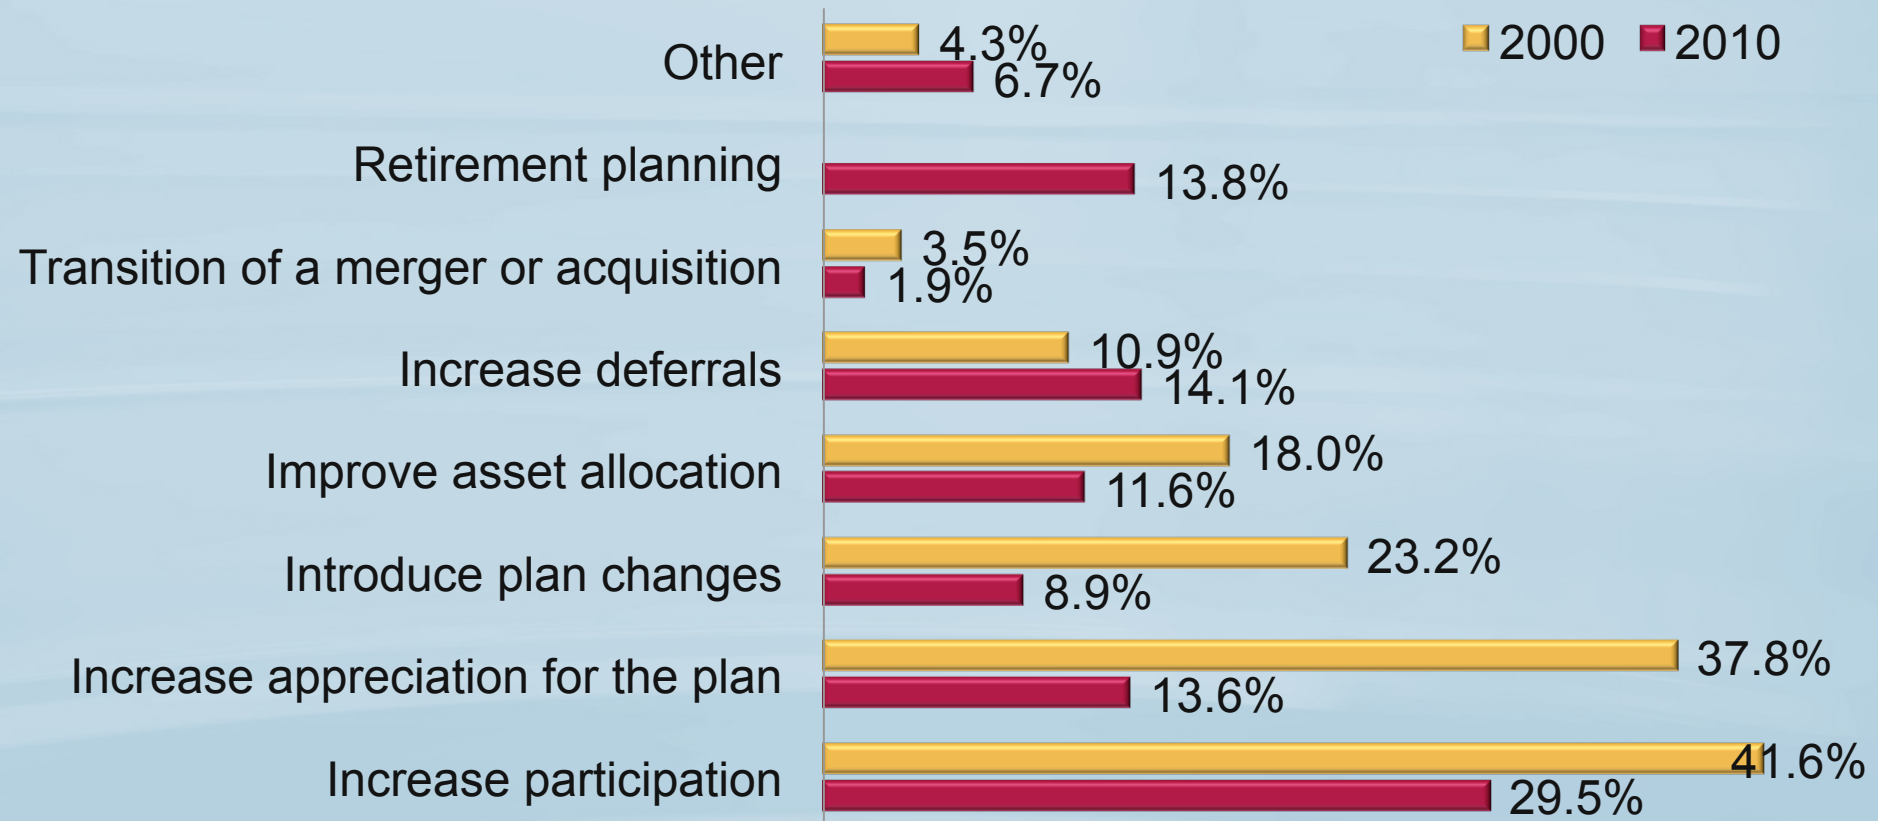 2000 2010
Other 4.3%
6.7%
Retirement planning 13.8%
Transition of a merger or acquisition 3.5%
1.9%
Increase deferrals 10.9%
14.1%
Improve asset allocation 18.0%
11.6%
Introduce plan changes 23.2%
8.9%
Increase appreciation for the plan 37.8%
13.6%
Increase participation 41.6%
29.5%